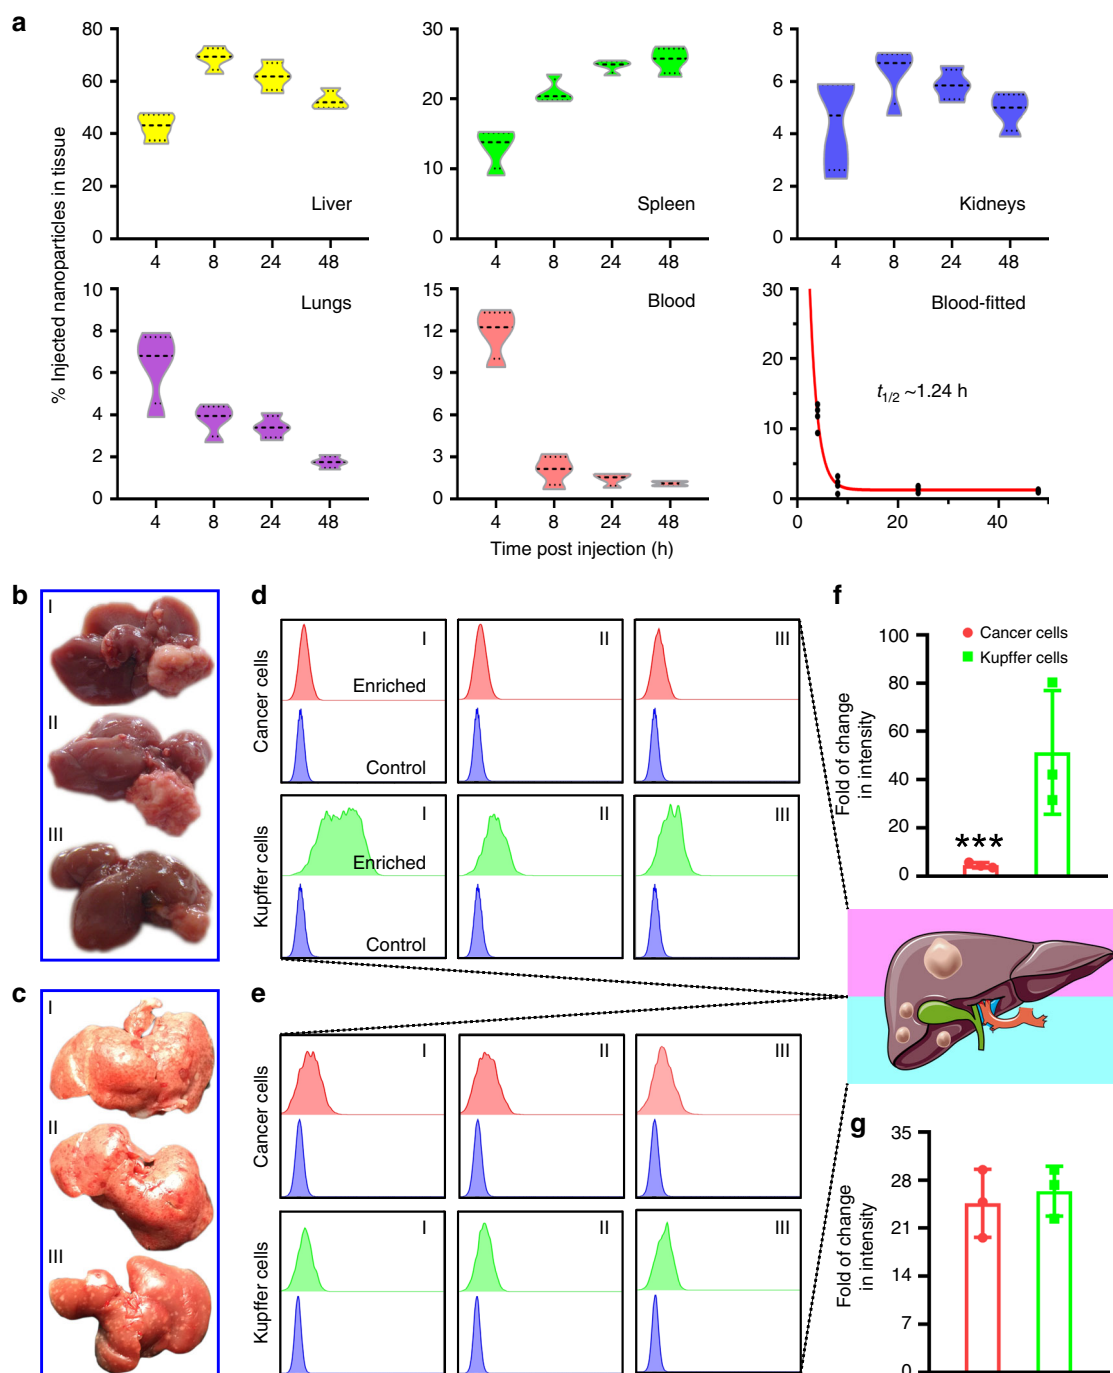 a
% Injected nanoparticles in tissue
80
60
40
20
0
4 8 24 48
Liver
30
20
10
0
4 8 24 48
Spleen
8
6
4
2
0
4 8 24 48
Kidneys
10
8
6
4
2
0
4 8 24 48
Lungs
15
12
9
6
3
0
4 8 24 48
Blood
30
20
10
0
0 20 40
Blood-fitted
t1/2 ~1.24 h
Time post injection (h)
b
I
II
III
c
I
II
III
d
Cancer cells
I
II
III
Enriched
Control
Kupffer cells
I
II
III
Enriched
Control
e
Cancer cells
I
II
III
Kupffer cells
I
II
III
f
Fold of change
in intensity
100
80
60
40
20
0
Cancer cells
Kupffer cells
***
g
Fold of change
in intensity
35
28
21
14
7
0